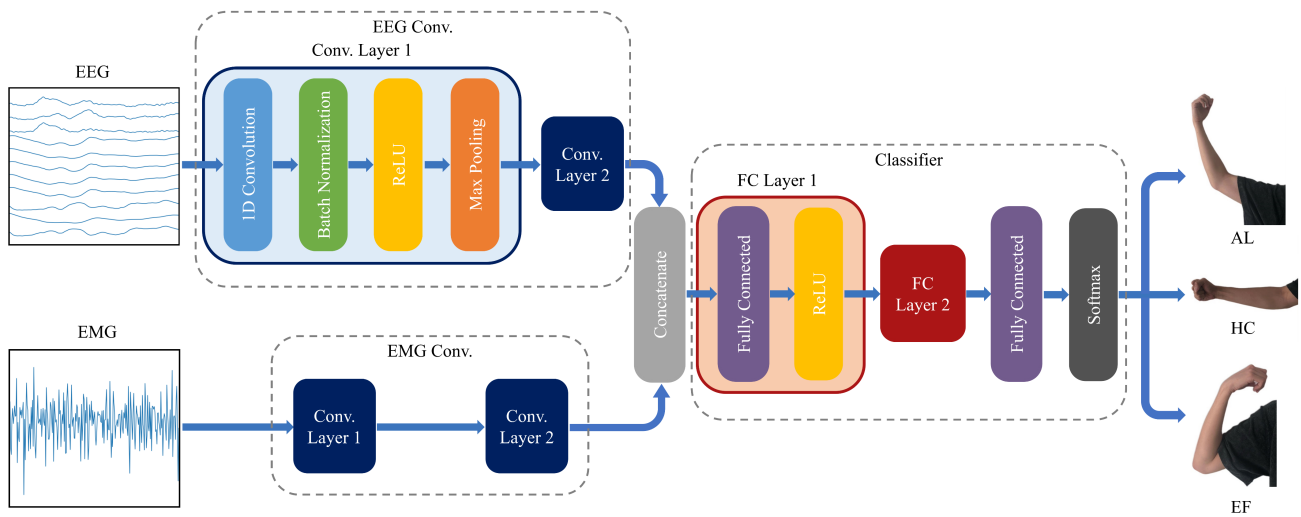 EEG Conv.
Conv. Layer 1
EEG
1D Convolution
Batch Normalization
ReLU
Max Pooling
Conv.
Layer 2
EMG
EMG Conv.
Conv.
Layer 1
Conv.
Layer 2
Concatenate
Classifier
FC Layer 1
Fully Connected
ReLU
FC
Layer 2
Fully Connected
Softmax
AL
HC
EF